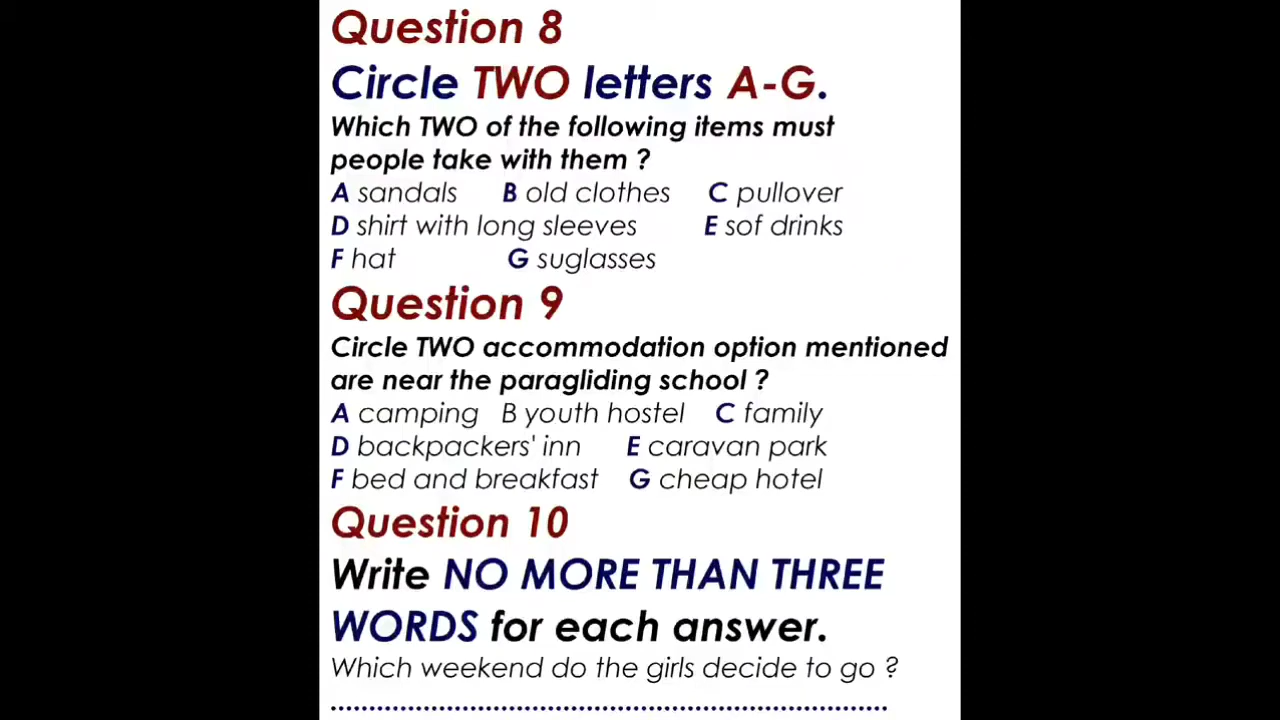 Question 8
Circle TWO letters A-G.
Which TWO of the following items must
people take with them ?
A sandals B old clothes C pullover
D shirt with long sleeves E sof drinks
F hat G suglasses
Question 9
Circle TWO accommodation option mentioned
are near the paragliding school ?
A camping B youth hostel C family
D backpackers' inn E caravan park
F bed and breakfast G cheap hotel
Question 10
Write NO MORE THAN THREE
WORDS for each answer.
Which weekend do the girls decide to go ?
........................................................................